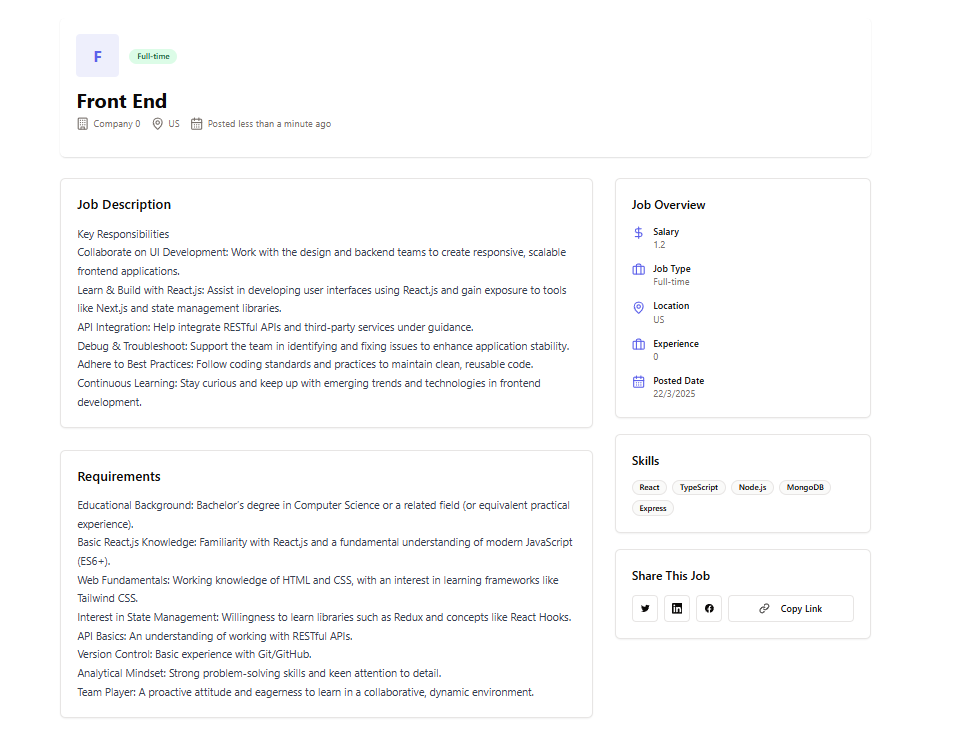 F
Full-time
Front End
Company 0
US
Posted less than a minute ago
Job Description
Key Responsibilities
Collaborate on UI Development: Work with the design and backend teams to create responsive, scalable
frontend applications.
Learn & Build with React.js: Assist in developing user interfaces using React.js and gain exposure to tools
like Next.js and state management libraries.
API Integration: Help integrate RESTful APIs and third-party services under guidance.
Debug & Troubleshoot: Support the team in identifying and fixing issues to enhance application stability.
Adhere to Best Practices: Follow coding standards and practices to maintain clean, reusable code.
Continuous Learning: Stay curious and keep up with emerging trends and technologies in frontend
development.
Requirements
Educational Background: Bachelor's degree in Computer Science or a related field (or equivalent practical
experience).
Basic React.js Knowledge: Familiarity with React.js and a fundamental understanding of modern JavaScript
(ES6+).
Web Fundamentals: Working knowledge of HTML and CSS, with an interest in learning frameworks like
Tailwind CSS.
Interest in State Management: Willingness to learn libraries such as Redux and concepts like React Hooks.
API Basics: An understanding of working with RESTful APIs.
Version Control: Basic experience with Git/GitHub.
Analytical Mindset: Strong problem-solving skills and keen attention to detail.
Team Player: A proactive attitude and eagerness to learn in a collaborative, dynamic environment.
Job Overview
Salary
1.2
Job Type
Full-time
Location
US
Experience
0
Posted Date
22/3/2025
Skills
React
TypeScript
Node.js
MongoDB
Express
Share This Job
Copy Link